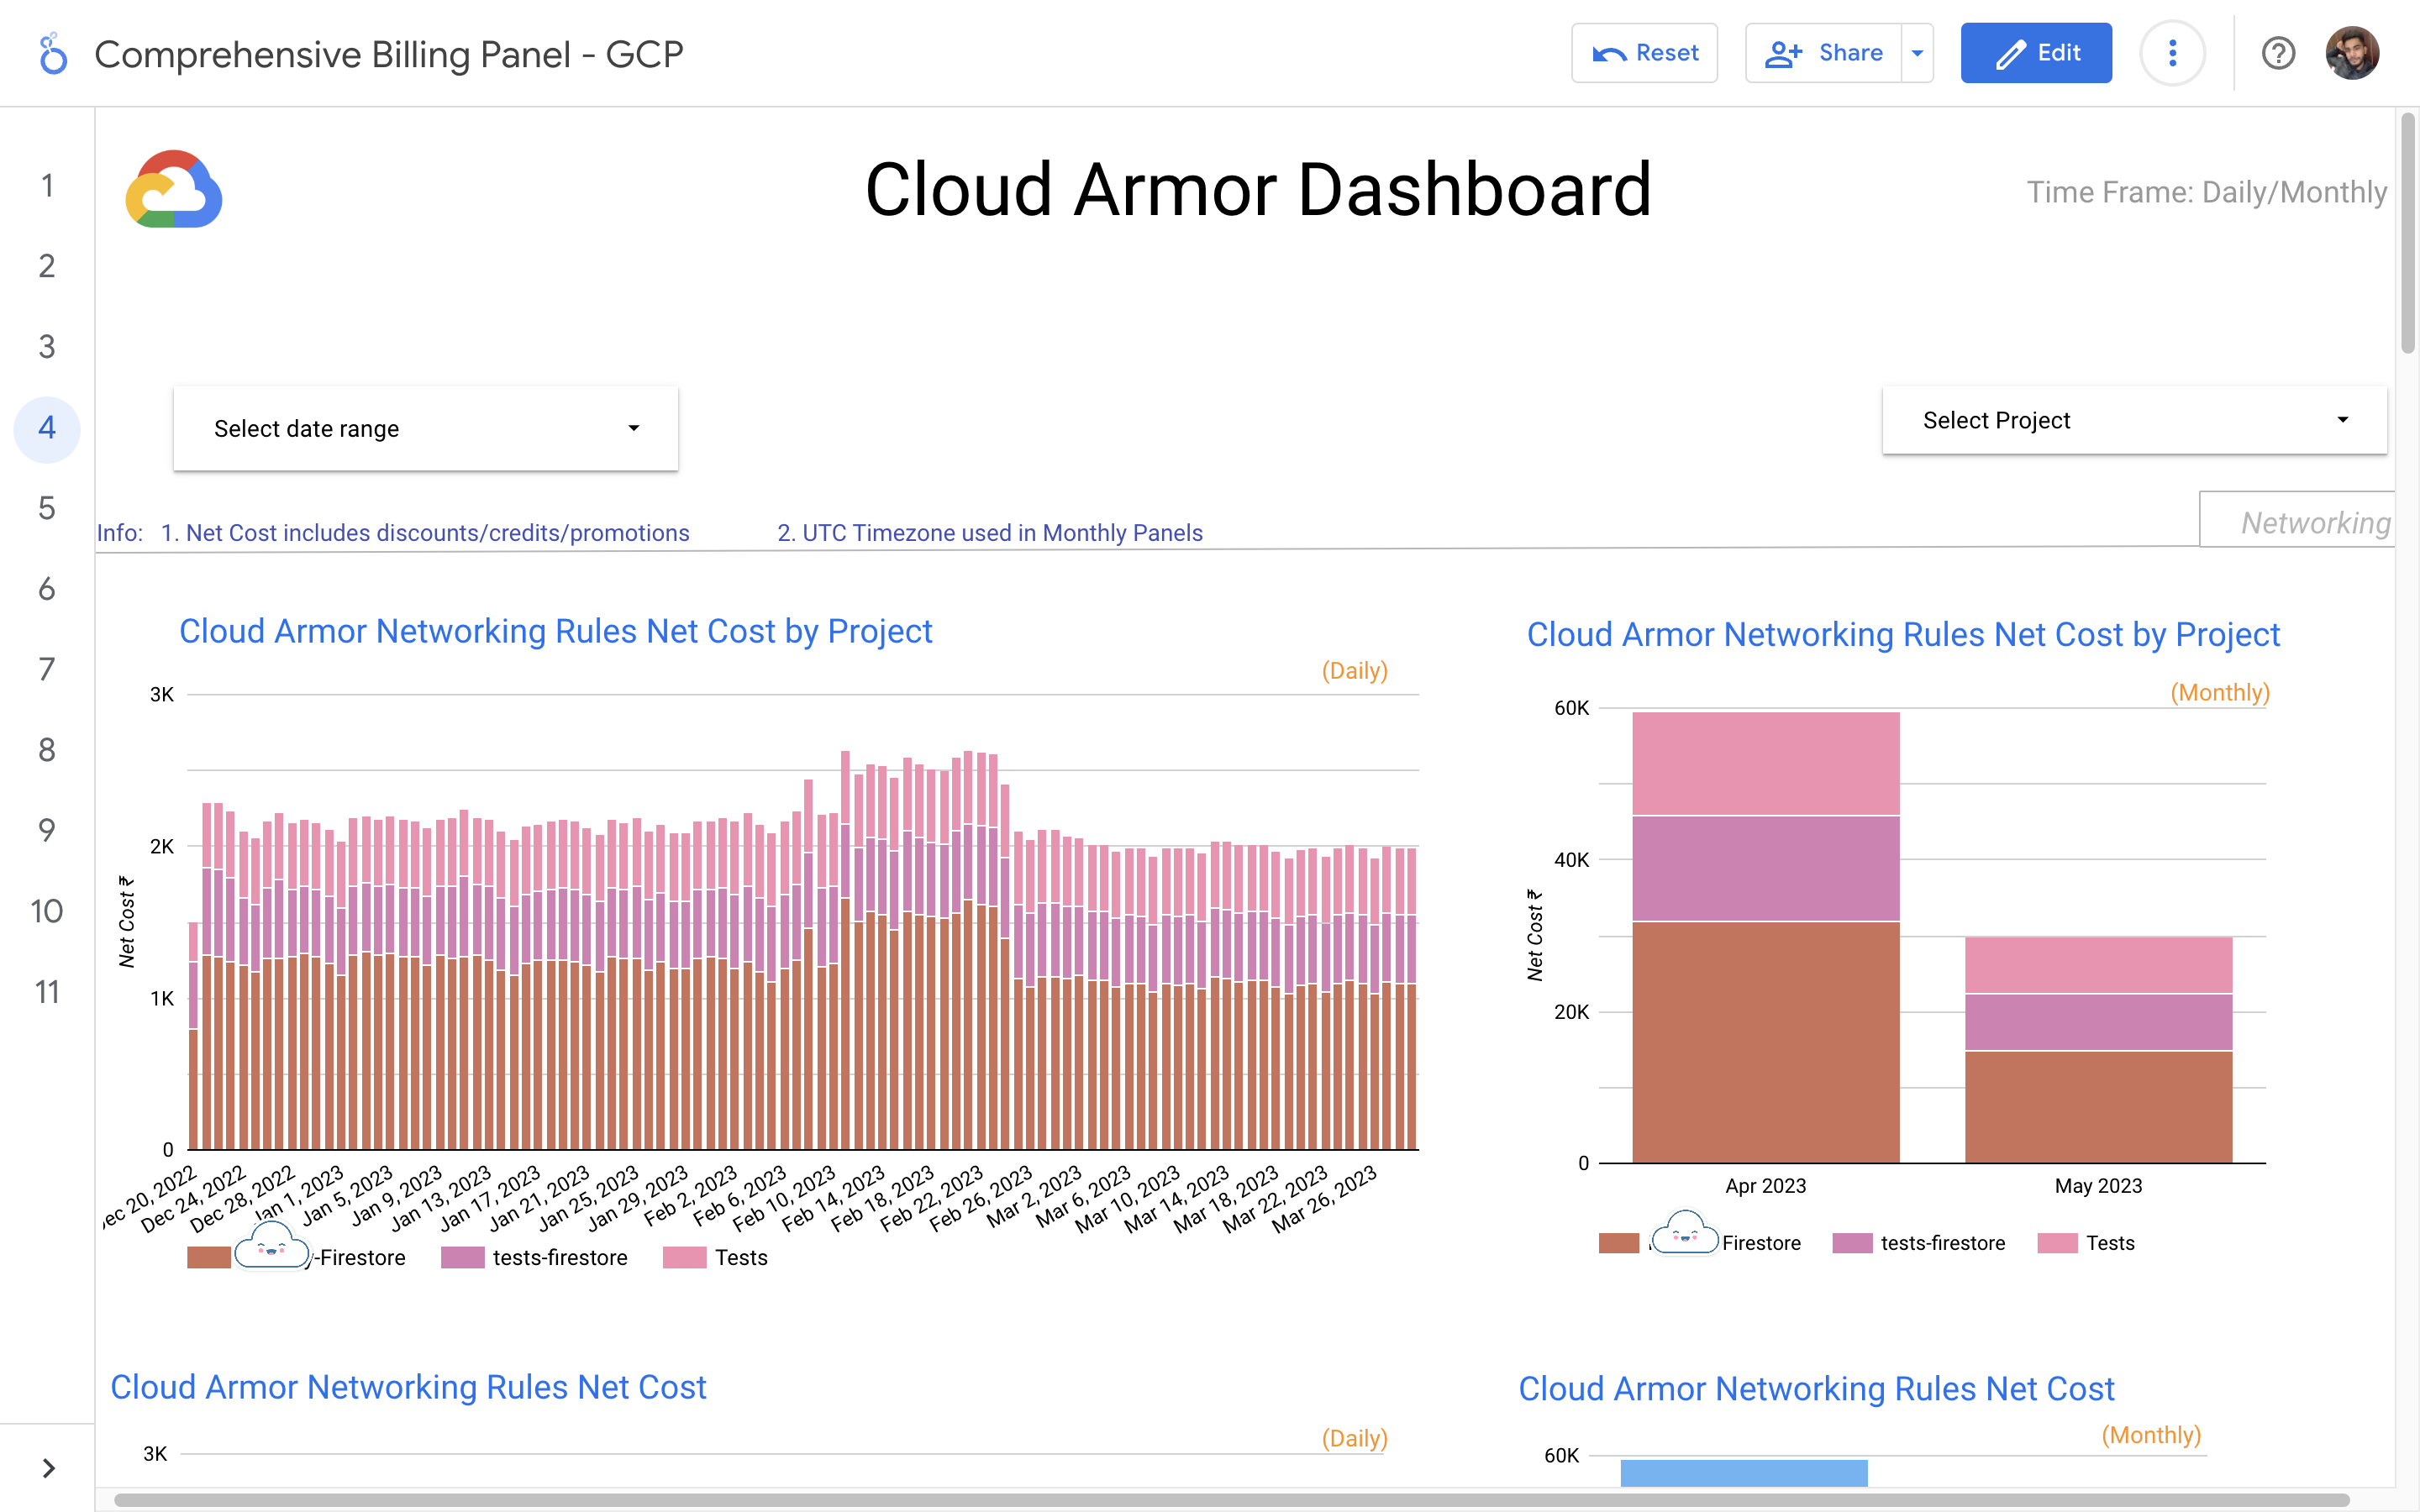 Comprehensive Billing Panel - GCP
Reset
Share
Edit
1
2
3
4
5
6
7
8
9
10
11
Cloud Armor Dashboard
Time Frame: Daily/Monthly
Select date range
Select Project
Info: 1. Net Cost includes discounts/credits/promotions 2. UTC Timezone used in Monthly Panels
Networking
Cloud Armor Networking Rules Net Cost by Project
(Daily)
3K
2K
1K
0
Net Cost ₹
Dec 24, 2022
Dec 28, 2022
Jan 1, 2023
Jan 5, 2023
Jan 9, 2023
Jan 13, 2023
Jan 17, 2023
Jan 21, 2023
Jan 25, 2023
Jan 29, 2023
Feb 2, 2023
Feb 6, 2023
Feb 10, 2023
Feb 14, 2023
Feb 18, 2023
Feb 22, 2023
Feb 26, 2023
Mar 2, 2023
Mar 6, 2023
Mar 10, 2023
Mar 14, 2023
Mar 18, 2023
Mar 22, 2023
Mar 26, 2023
-Firestore tests-firestore Tests
Cloud Armor Networking Rules Net Cost by Project
(Monthly)
60K
40K
20K
0
Net Cost ₹
Apr 2023
May 2023
Firestore tests-firestore Tests
Cloud Armor Networking Rules Net Cost
(Daily)
3K
Cloud Armor Networking Rules Net Cost
(Monthly)
60K